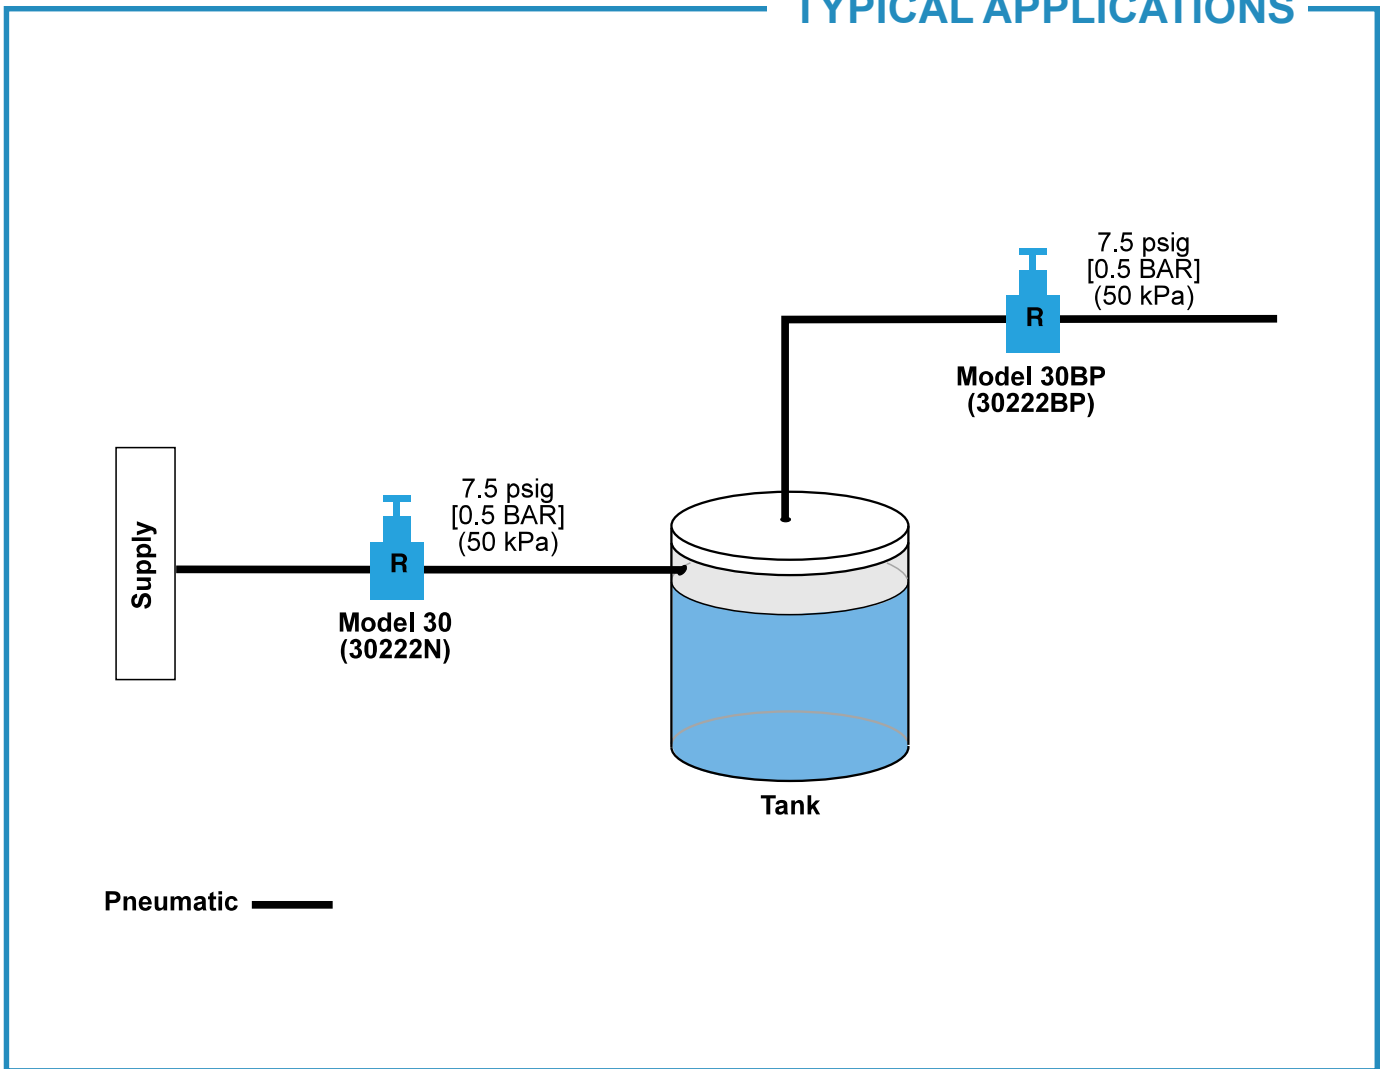 TYPICAL APPLICATIONS
7.5 psig
[0.5 BAR]
(50 kPa)
R
Model 30BP
(30222BP)
7.5 psig
[0.5 BAR]
(50 kPa)
Supply
R
Model 30
(30222N)
Tank
Pneumatic